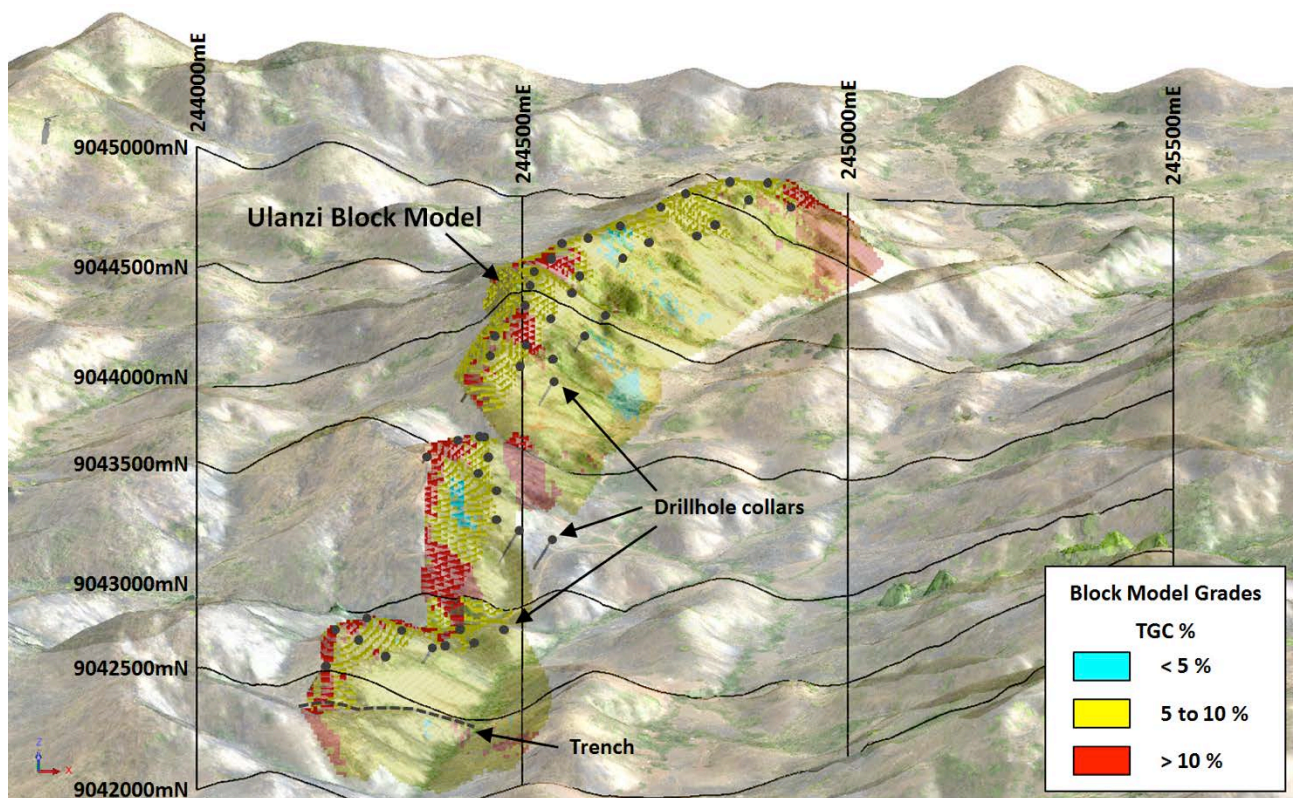 244000mE
244500mE
245000mE
245500mE
9045000mN
Ulanzi Block Model
9044500mN
9044000mN
9043500mN
Drillhole collars
9043000mN
9042500mN
Trench
9042000mN
Block Model Grades
TGC %
< 5 %
5 to 10 %
> 10 %
Z
X